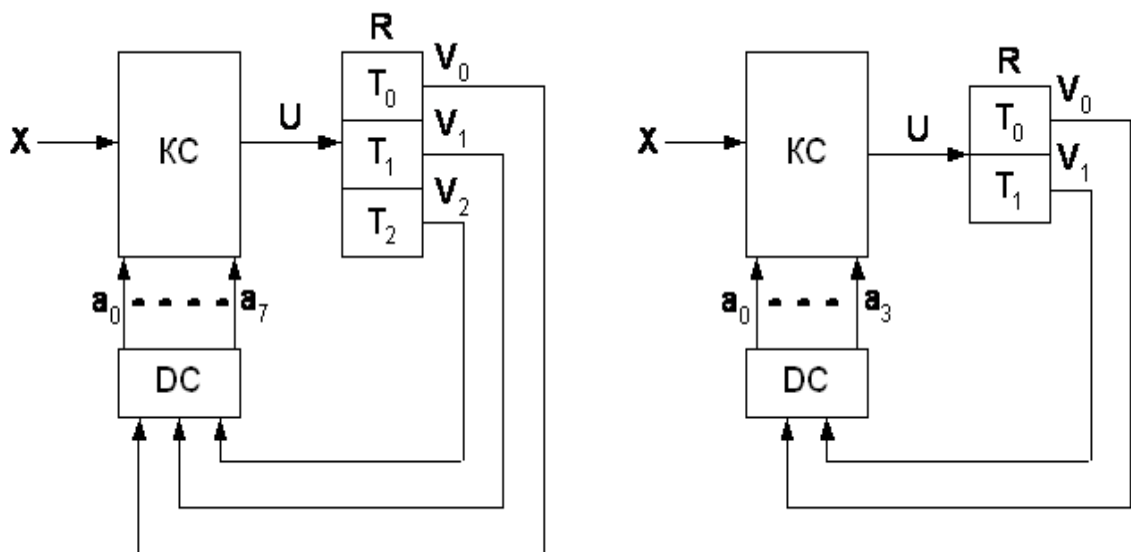 R
V₀
T₀
X
КС
U
V₁
T₁
V₂
T₂
a₀ - - - - a₇
DC
R
V₀
T₀
X
КС
U
V₁
T₁
a₀ - - - a₃
DC